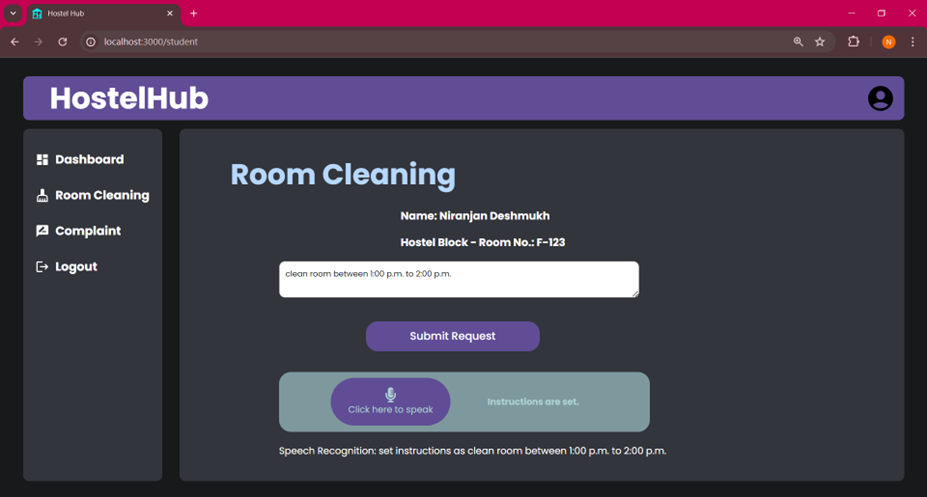 Hostel Hub
localhost:3000/student
N
HostelHub
Dashboard
Room Cleaning
Complaint
Logout
Room Cleaning
Name: Niranjan Deshmukh
Hostel Block - Room No.: F-123
clean room between 1:00 p.m. to 2:00 p.m.
Submit Request
Click here to speak
Instructions are set.
Speech Recognition: set instructions as clean room between 1:00 p.m. to 2:00 p.m.